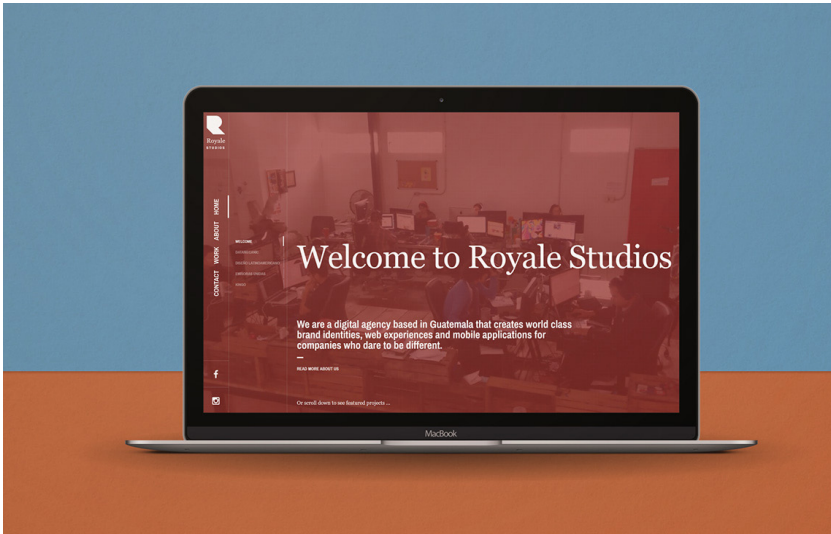 Royale
STUDIOS
HOME
ABOUT
WORK
CONTACT
WELCOME
Welcome to Royale Studios
We are a digital agency based in Guatemala that creates world class
brand identities, web experiences and mobile applications for
companies who dare to be different.
READ MORE ABOUT US
Or scroll down to see featured projects ...
MacBook